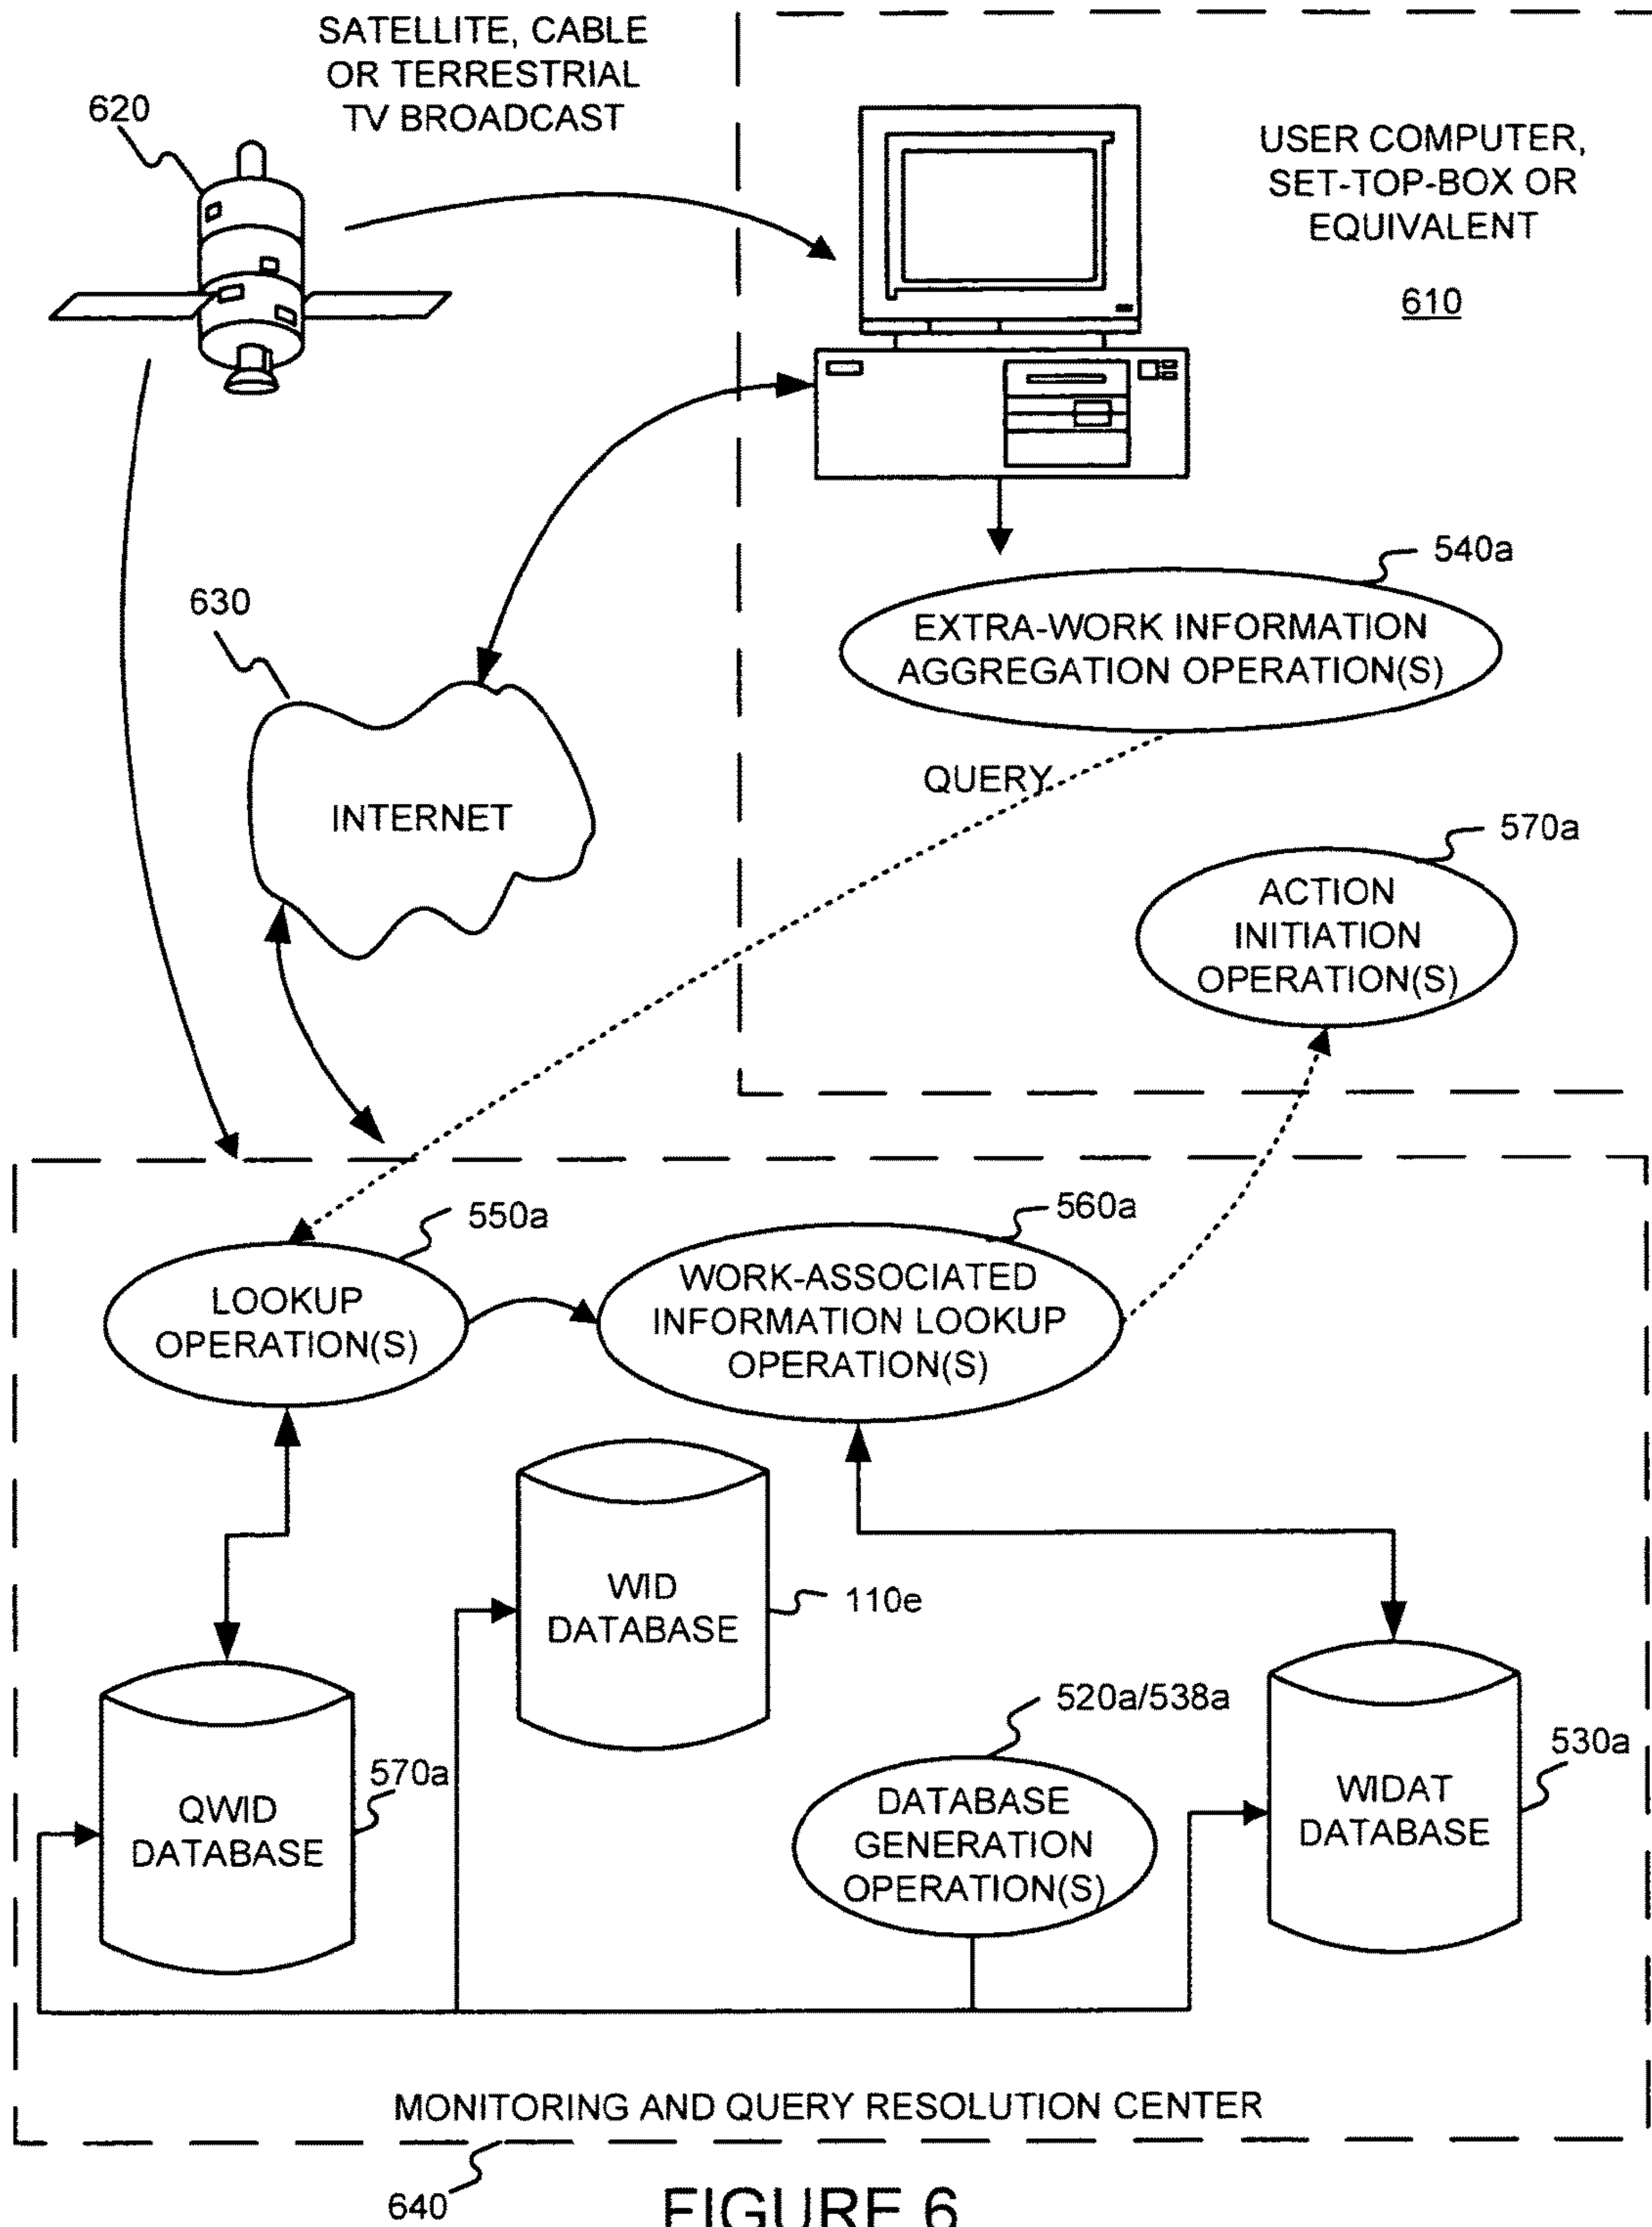 SATELLITE, CABLE
OR TERRESTRIAL
TV BROADCAST
620
USER COMPUTER,
SET-TOP-BOX OR
EQUIVALENT
610
540a
EXTRA-WORK INFORMATION
AGGREGATION OPERATION(S)
630
INTERNET
QUERY
570a
ACTION
INITIATION
OPERATION(S)
550a
LOOKUP
OPERATION(S)
560a
WORK-ASSOCIATED
INFORMATION LOOKUP
OPERATION(S)
WID
DATABASE
110e
520a/538a
DATABASE
GENERATION
OPERATION(S)
530a
WIDAT
DATABASE
570a
QWID
DATABASE
MONITORING AND QUERY RESOLUTION CENTER
640
FIGURE 6